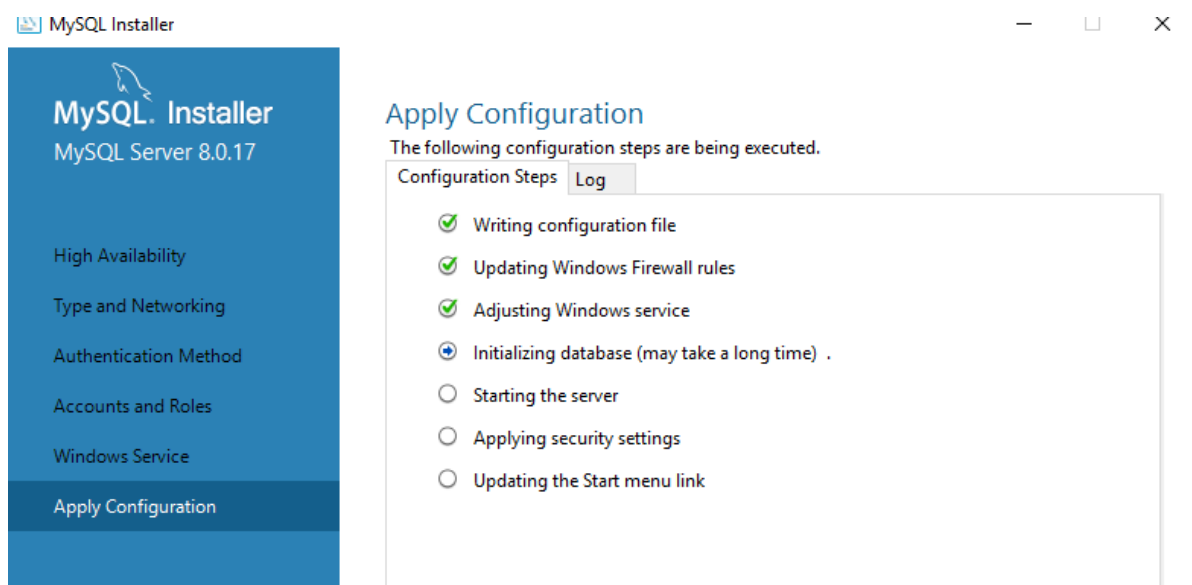 MySQL Installer
MySQL. Installer
MySQL Server 8.0.17
High Availability
Type and Networking
Authentication Method
Accounts and Roles
Windows Service
Apply Configuration
Apply Configuration
The following configuration steps are being executed.
Configuration Steps Log
Writing configuration file
Updating Windows Firewall rules
Adjusting Windows service
Initializing database (may take a long time) .
Starting the server
Applying security settings
Updating the Start menu link